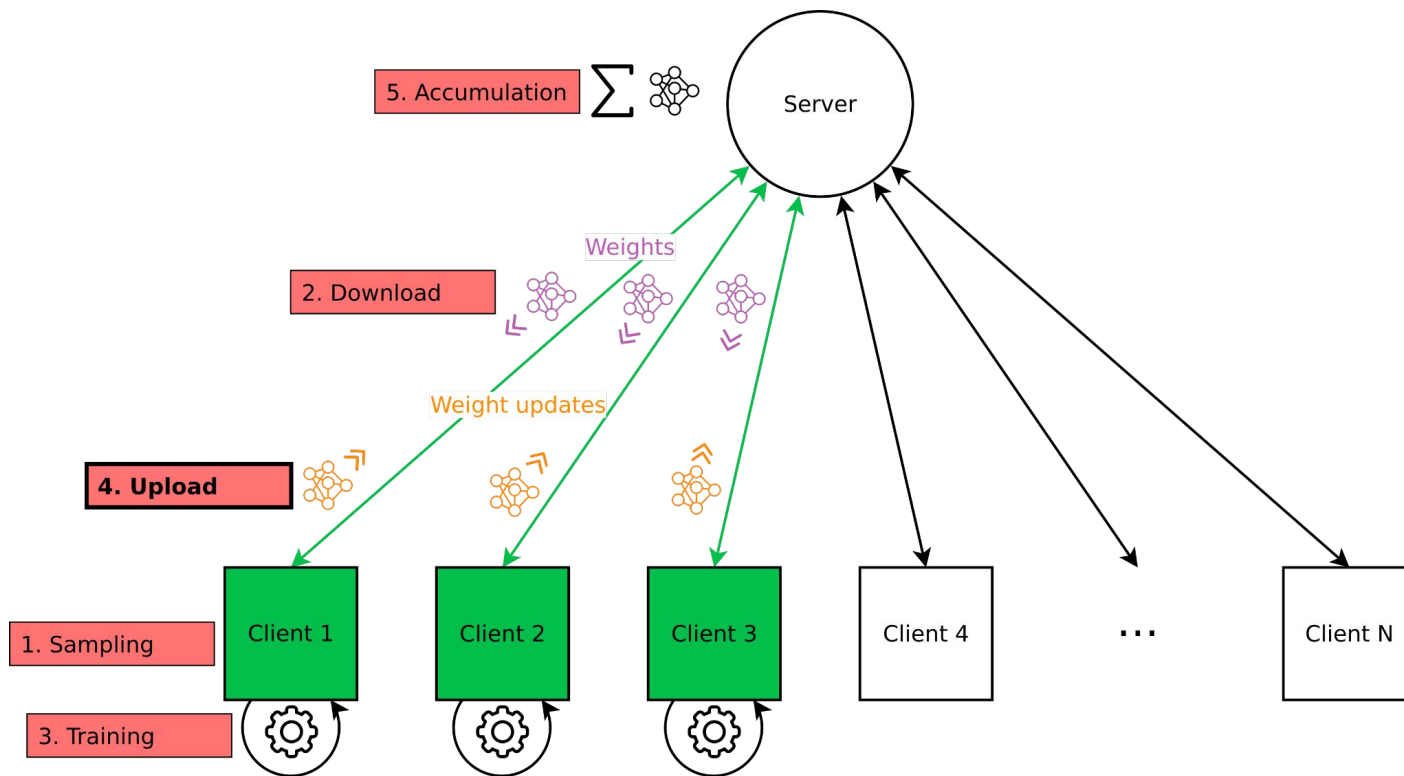 5. Accumulation
Server
Weights
2. Download
Weight updates
4. Upload
1. Sampling
Client 1
Client 2
Client 3
Client 4
...
Client N
3. Training